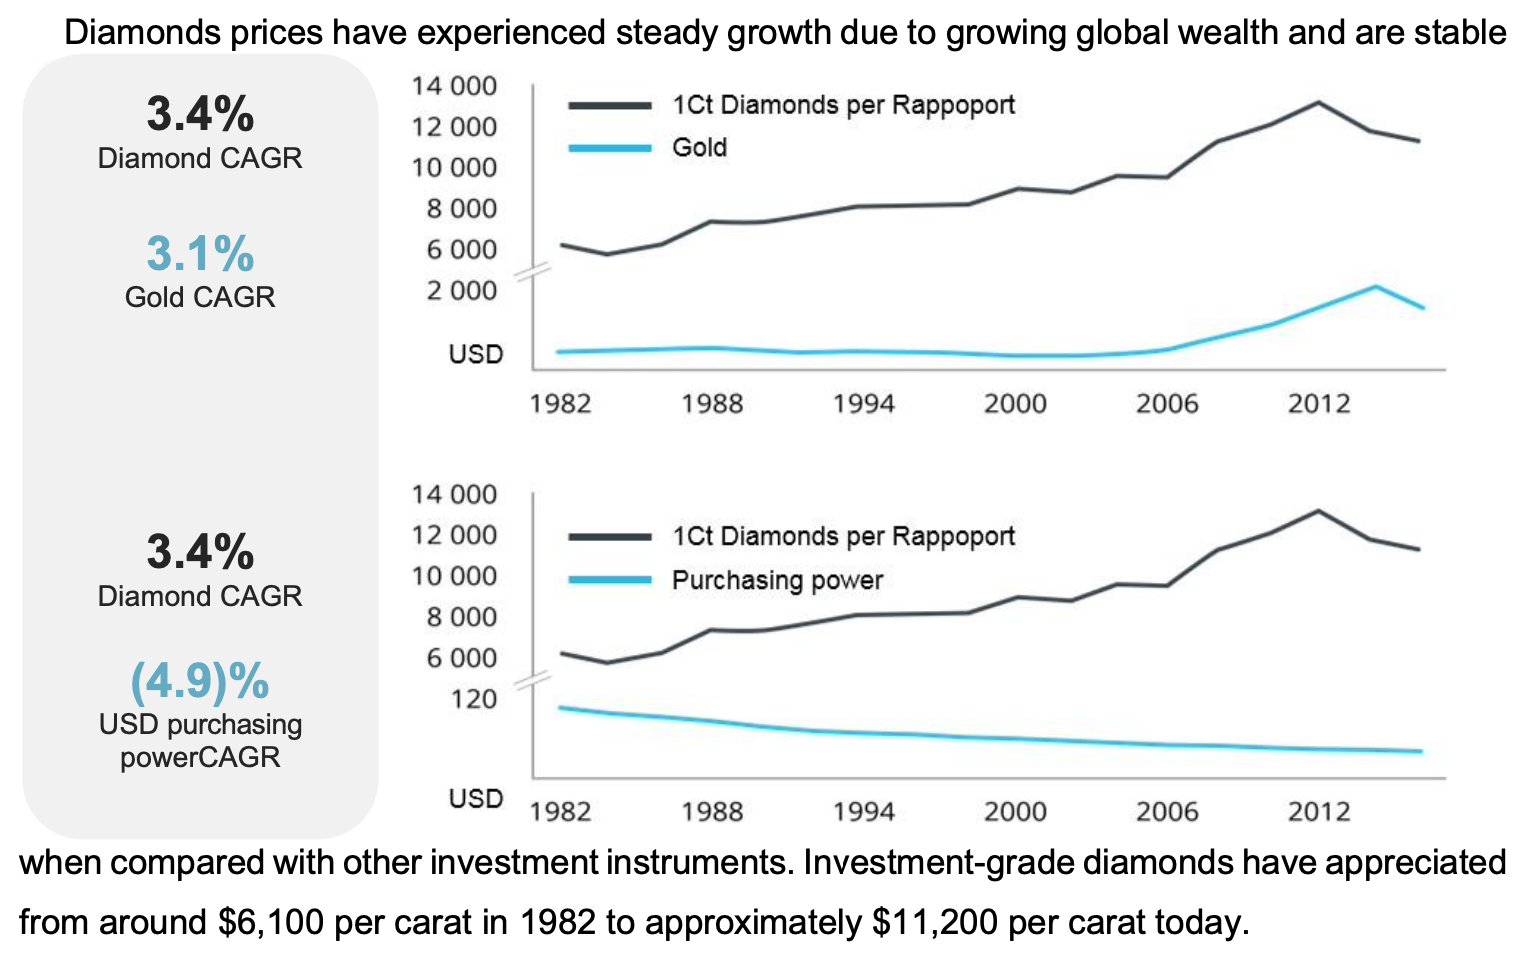 Diamonds prices have experienced steady growth due to growing global wealth and are stable
3.4%
Diamond CAGR
3.1%
Gold CAGR
14 000
12 000
10 000
8 000
6 000
2 000
USD
1Ct Diamonds per Rappoport
Gold
1982 1988 1994 2000 2006 2012
3.4%
Diamond CAGR
(4.9)%
USD purchasing
powerCAGR
14 000
12 000
10 000
8 000
6 000
120
USD
1Ct Diamonds per Rappoport
Purchasing power
1982 1988 1994 2000 2006 2012
when compared with other investment instruments. Investment-grade diamonds have appreciated
from around $6,100 per carat in 1982 to approximately $11,200 per carat today.